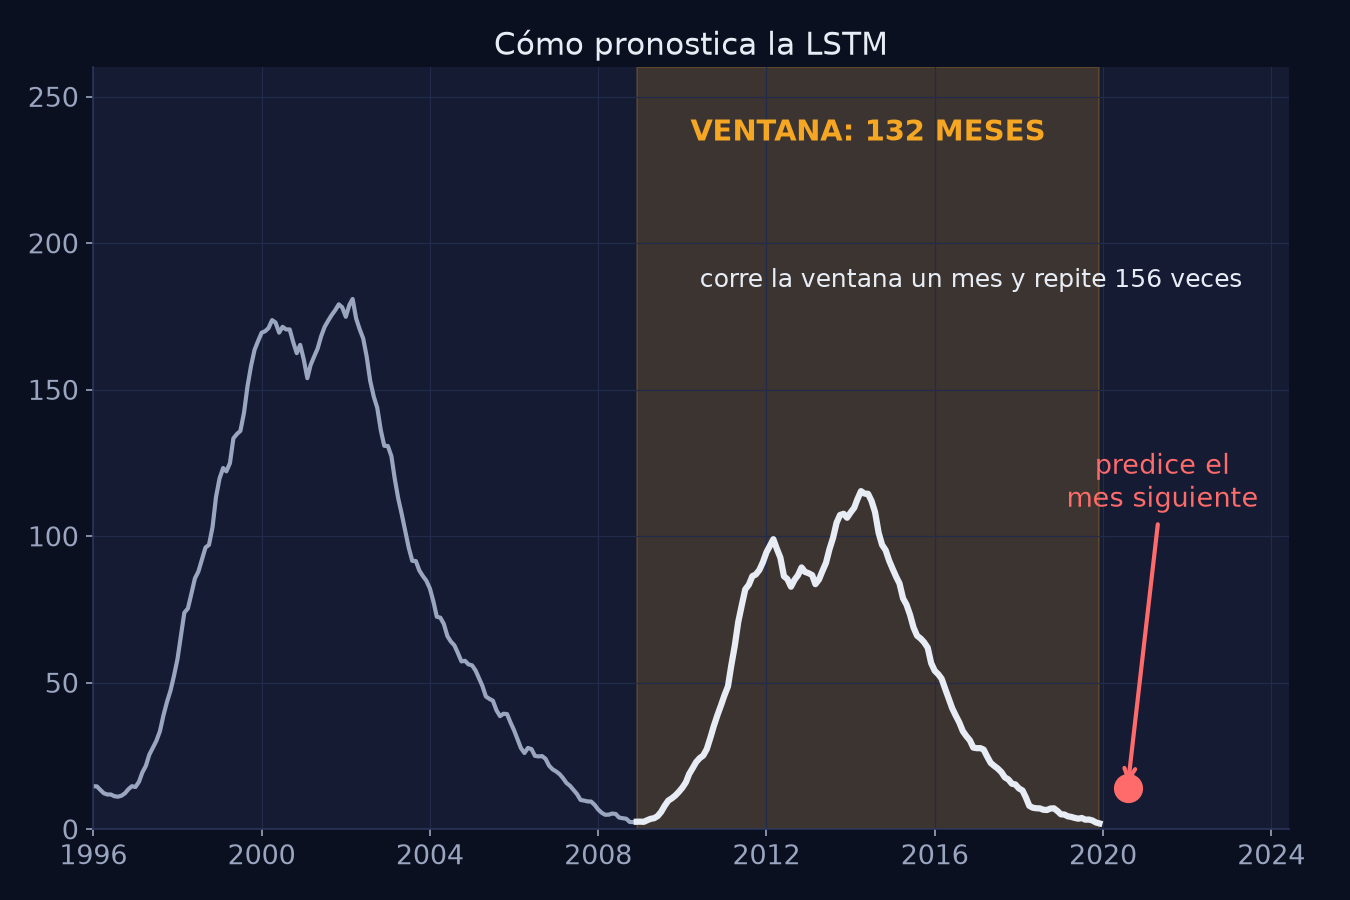 Cómo pronostica la LSTM
250
VENTANA: 132 MESES
200
corre la ventana un mes y repite 156 veces
150
predice el
mes siguiente
100
50
0
1996 2000 2004 2008 2012 2016 2020 2024